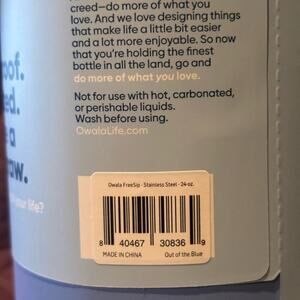 creed—do more of what you
love. And we love designing things
that make life a little bit easier
and a lot more enjoyable. So now
that you're holding the finest
bottle in all the land, go and
do more of what you love.
Not for use with hot, carbonated,
or perishable liquids.
Wash before using.
OwalaLife.com
your life?
Owala FreeSip · Stainless Steel · 24 oz.
8 40467 30836 9
MADE IN CHINA Out of the Blue